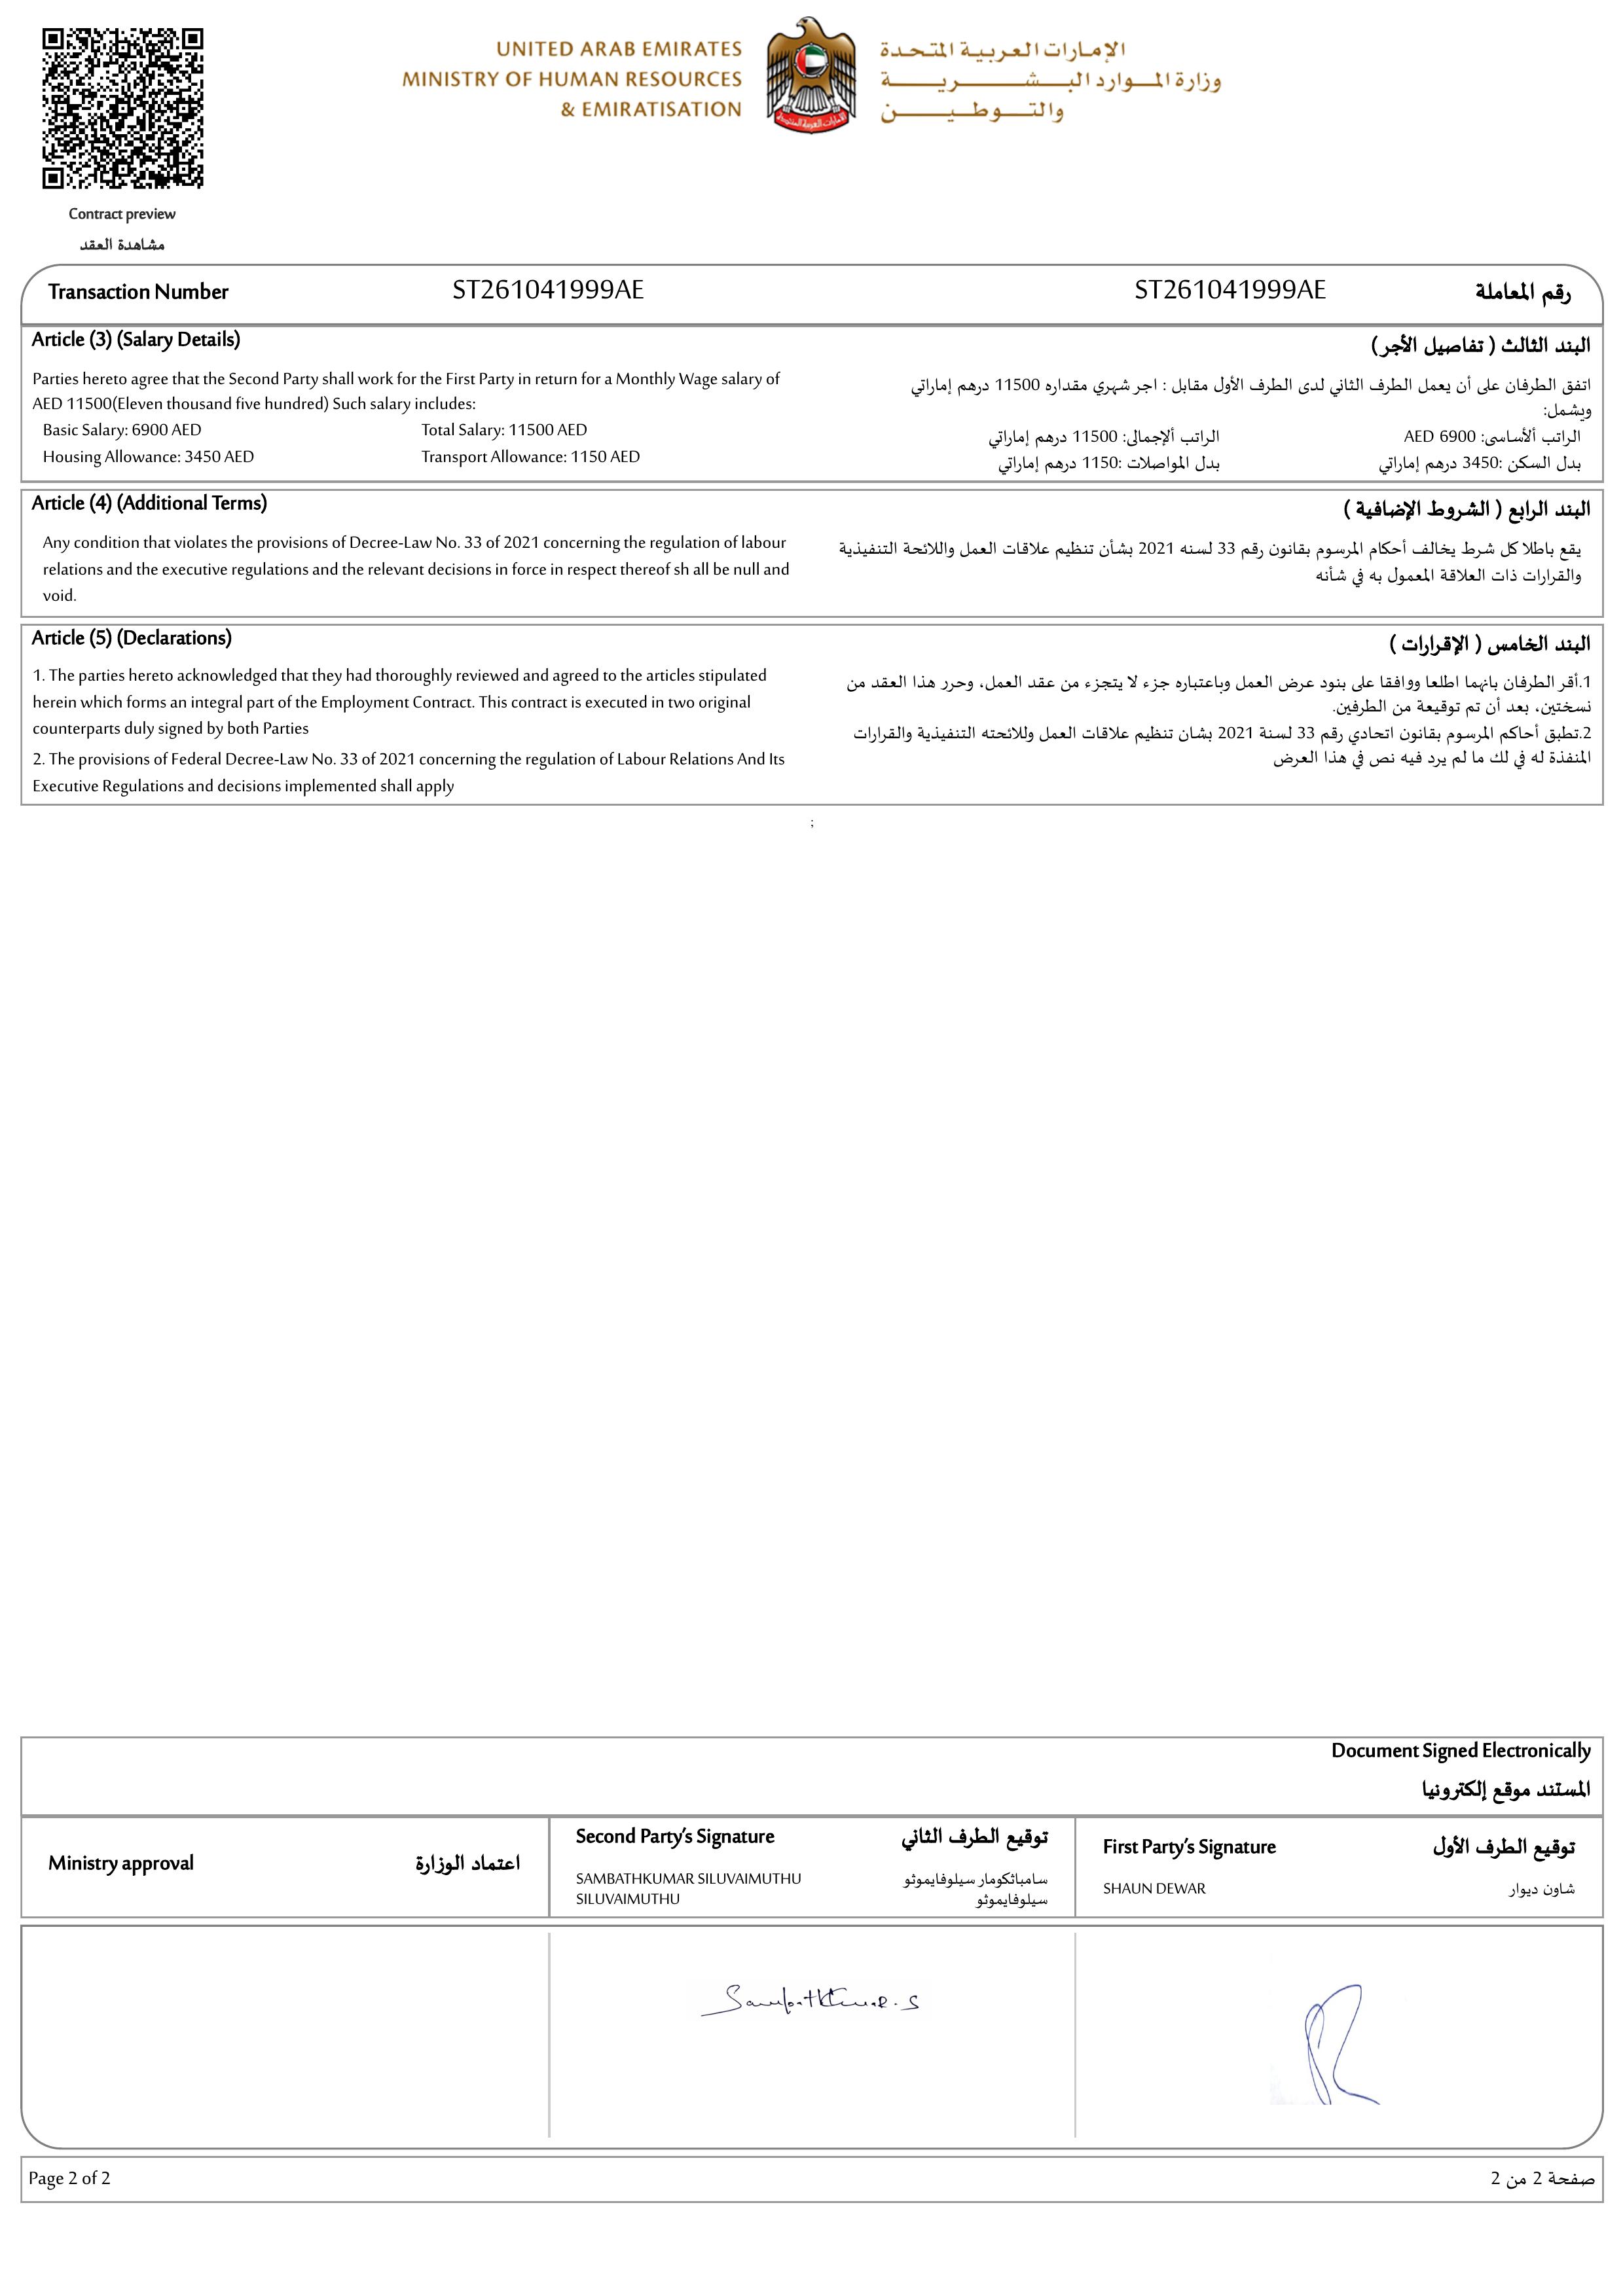 UNITED ARAB EMIRATES
MINISTRY OF HUMAN RESOURCES
& EMIRATISATION
الإمارات العربية المتحدة
وزارة الموارد البشرية
والتوطين
Contract preview
مشاهدة العقد
Transaction Number ST261041999AE ST261041999AE رقم المعاملة
Article (3) (Salary Details)
Parties hereto agree that the Second Party shall work for the First Party in return for a Monthly Wage salary of
AED 11500(Eleven thousand five hundred) Such salary includes:
Basic Salary: 6900 AED Total Salary: 11500 AED
Housing Allowance: 3450 AED Transport Allowance: 1150 AED
البند الثالث ( تفاصيل الأجر )
اتفق الطرفان على أن يعمل الطرف الثاني لدى الطرف الأول مقابل : اجر شهري مقداره 11500 درهم إماراتي
ويشمل:
الراتب ألأساسى: 6900 AED الراتب ألإجمالى: 11500 درهم إماراتي
بدل السكن :3450 درهم إماراتي بدل المواصلات :1150 درهم إماراتي
Article (4) (Additional Terms)
Any condition that violates the provisions of Decree-Law No. 33 of 2021 concerning the regulation of labour
relations and the executive regulations and the relevant decisions in force in respect thereof sh all be null and
void.
البند الرابع ( الشروط الإضافية )
يقع باطلا كل شرط يخالف أحكام المرسوم بقانون رقم 33 لسنه 2021 بشأن تنظيم علاقات العمل واللائحة التنفيذية
والقرارات ذات العلاقة المعمول به في شأنه
Article (5) (Declarations)
1. The parties hereto acknowledged that they had thoroughly reviewed and agreed to the articles stipulated
herein which forms an integral part of the Employment Contract. This contract is executed in two original
counterparts duly signed by both Parties
2. The provisions of Federal Decree-Law No. 33 of 2021 concerning the regulation of Labour Relations And Its
Executive Regulations and decisions implemented shall apply
البند الخامس ( الإقرارات )
1.أقر الطرفان بانهما اطلعا ووافقا على بنود عرض العمل وباعتباره جزء لا يتجزء من عقد العمل، وحرر هذا العقد من
نسختين، بعد أن تم توقيعة من الطرفين.
2.تطبق أحاكم المرسوم بقانون اتحادي رقم 33 لسنة 2021 بشان تنظيم علاقات العمل وللائحته التنفيذية والقرارات
المنفذة له في لك ما لم يرد فيه نص في هذا العرض
;
Document Signed Electronically
المستند موقع إلكترونيا
Ministry approval اعتماد الوزارة
Second Party's Signature توقيع الطرف الثاني
SAMBATHKUMAR SILUVAIMUTHU سامباثكومار سيلوفايموثو
SILUVAIMUTHU سيلوفايموثو
First Party's Signature توقيع الطرف الأول
SHAUN DEWAR شاون ديوار
Sambathkumar.S
Page 2 of 2 صفحة 2 من 2